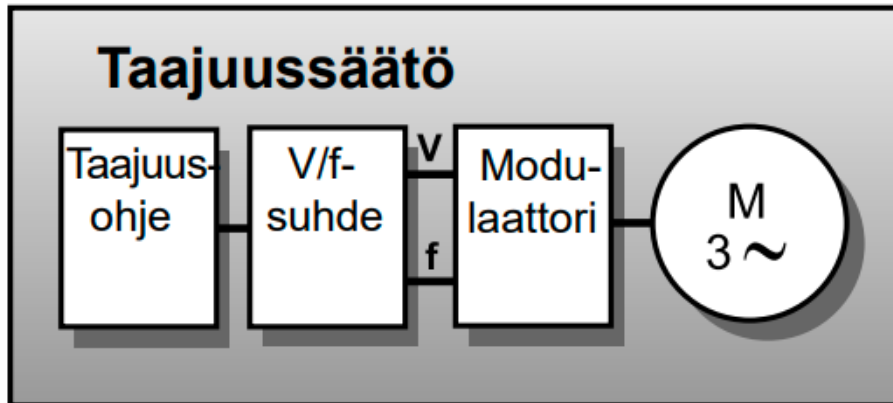 Taajuussäätö
Taajuus-
ohje
V/f-
suhde
V
f
Modu-
laattori
M
3 ~